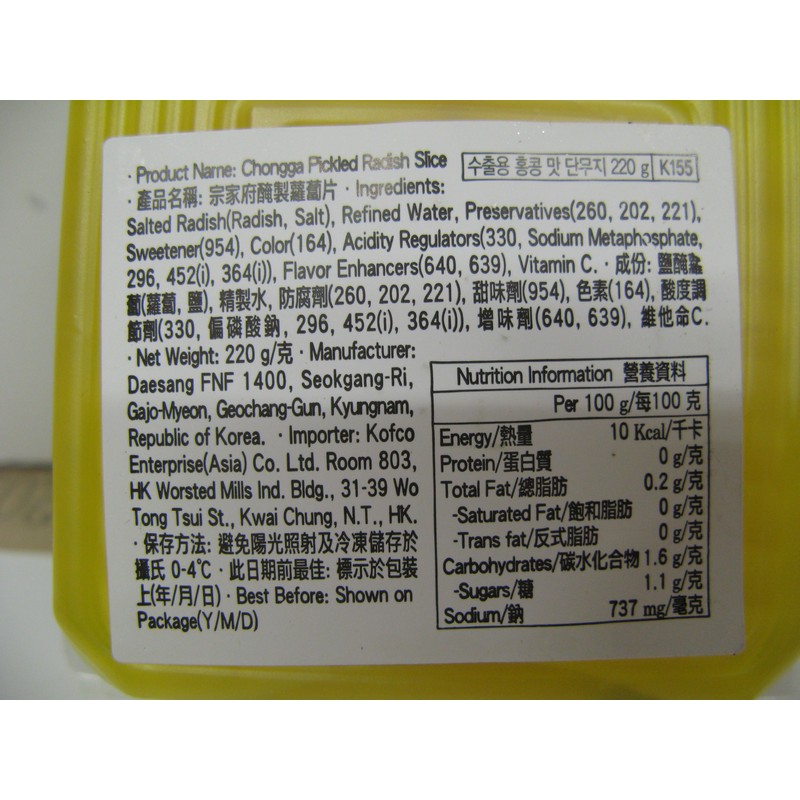 · Product Name: Chongga Pickled Radish Slice
수출용 홍콩 맛 단무지 220 g K155
· 產品名稱: 宗家府醃製蘿蔔片 · Ingredients:
Salted Radish(Radish, Salt), Refined Water, Preservatives(260, 202, 221),
Sweetener(954), Color(164), Acidity Regulators(330, Sodium Metaphosphate,
296, 452(i), 364(i)), Flavor Enhancers(640, 639), Vitamin C. · 成份: 鹽醃
蔔(蘿蔔, 鹽), 精製水, 防腐劑(260, 202, 221), 甜味劑(954), 色素(164), 酸度調
節劑(330, 偏磷酸鈉, 296, 452(i), 364(i)), 增味劑(640, 639), 維他命C.
· Net Weight: 220 g/克 · Manufacturer:
Daesang FNF 1400, Seokgang-Ri,
Gajo-Myeon, Geochang-Gun, Kyungnam,
Republic of Korea. · Importer: Kofco
Enterprise(Asia) Co. Ltd. Room 803,
HK Worsted Mills Ind. Bldg., 31-39 Wo
Tong Tsui St., Kwai Chung, N.T., HK.
· 保存方法: 避免陽光照射及冷凍儲存於
攝氏 0-4℃ · 此日期前最佳: 標示於包裝
上(年/月/日) · Best Before: Shown on
Package(Y/M/D)
Nutrition Information 營養資料
Per 100 g/每100 克
Energy/熱量 10 Kcal/千卡
Protein/蛋白質 0 g/克
Total Fat/總脂肪 0.2 g/克
-Saturated Fat/飽和脂肪 0 g/克
-Trans fat/反式脂肪 0 g/克
Carbohydrates/碳水化合物 1.6 g/克
-Sugars/糖 1.1 g/克
Sodium/鈉 737 mg/毫克